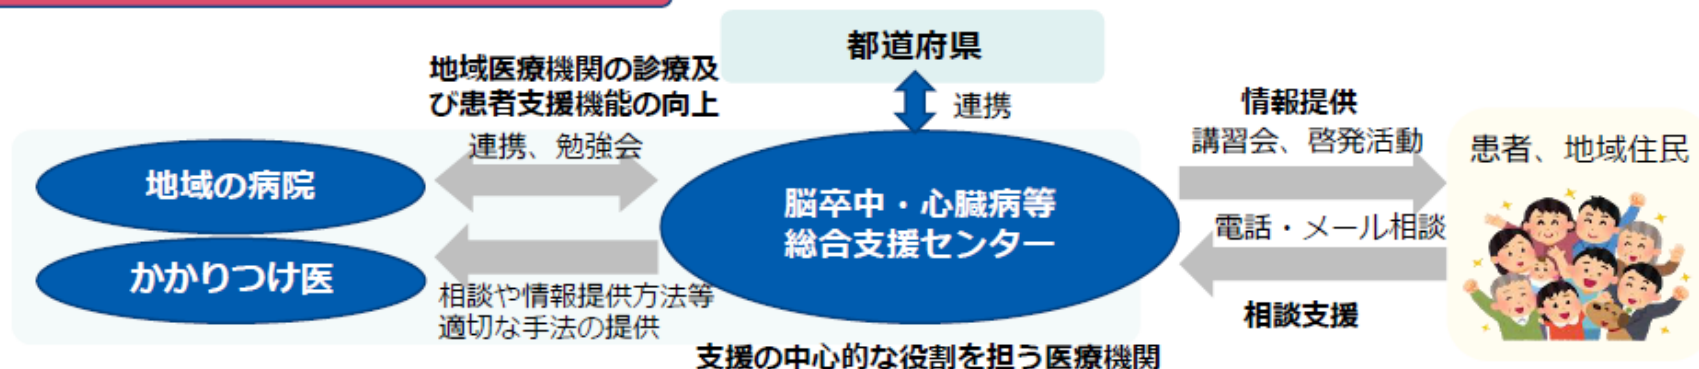 都道府県
地域医療機関の診療及
び患者支援機能の向上
連携
情報提供
連携、勉強会
講習会、啓発活動
患者、地域住民
地域の病院
脳卒中・心臓病等
総合支援センター
電話・メール相談
かかりつけ医
相談や情報提供方法等
適切な手法の提供
相談支援
支援の中心的な役割を担う医療機関